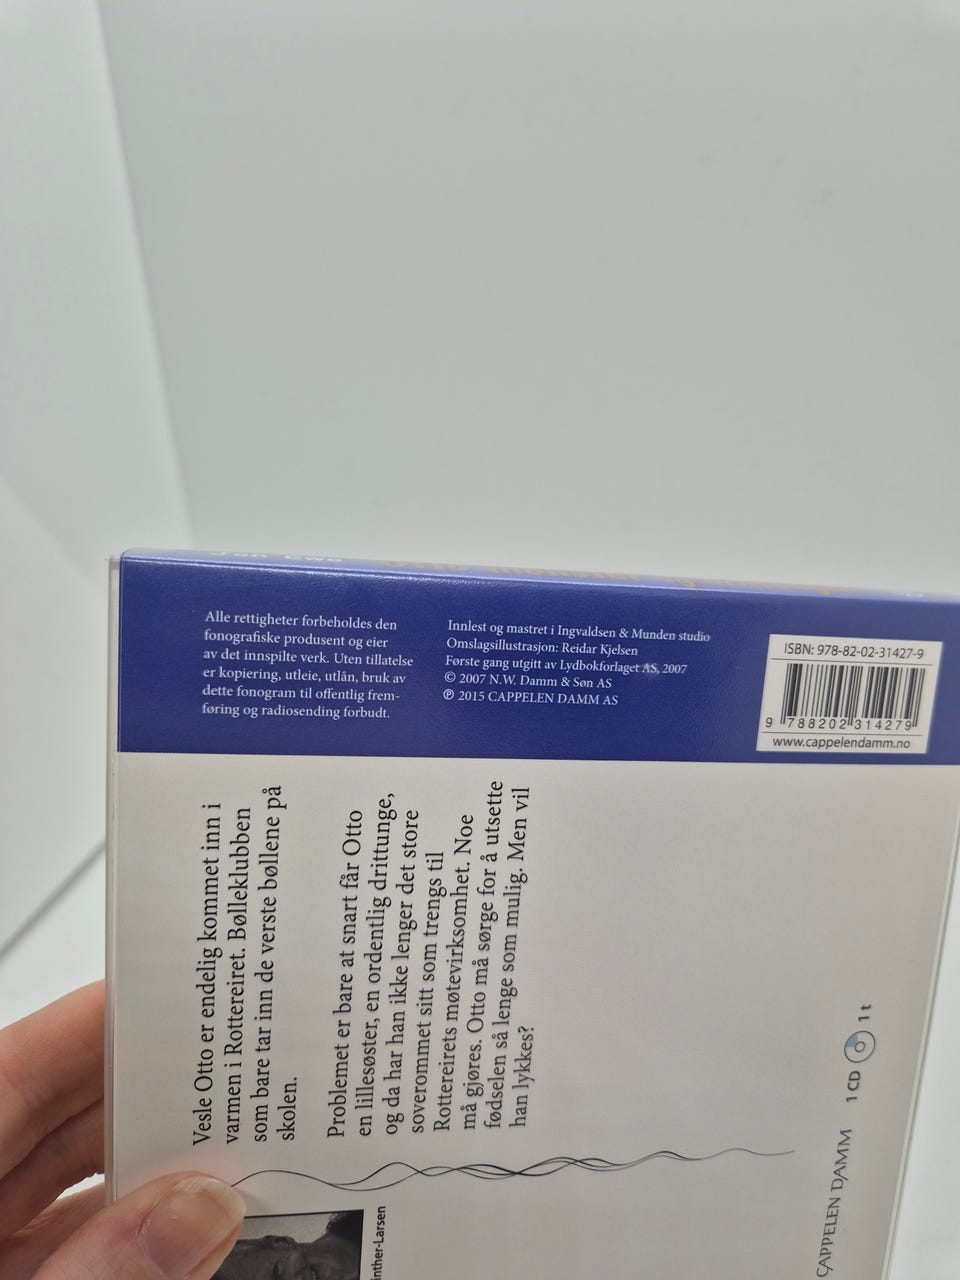 Jon Ewo
Alle rettigheter forbeholdes den
fonografiske produsent og eier
av det innspilte verk. Uten tillatelse
er kopiering, utleie, utlån, bruk av
dette fonogram til offentlig frem-
føring og radiosending forbudt.
Innlest og mastret i Ingvaldsen & Munden studio
Omslagsillustrasjon: Reidar Kjelsen
Første gang utgitt av Lydbokforlaget AS, 2007
© 2007 N.W. Damm & Søn AS
℗ 2015 CAPPELEN DAMM AS
ISBN: 978-82-02-31427-9
9 788202 314279
www.cappelendamm.no
Vesle Otto er endelig kommet inn i
varmen i Rottereiret. Bølleklubben
som bare tar inn de verste bøllene på
skolen.
Problemet er bare at snart får Otto
en lillesøster, en ordentlig drittunge,
og da har han ikke lenger det store
soverommet sitt som trengs til
Rottereirets møtevirksomhet. Noe
må gjøres. Otto må sørge for å utsette
fødselen så lenge som mulig. Men vil
han lykkes?
inther-Larsen
CAPPELEN DAMM
1 CD
1 t